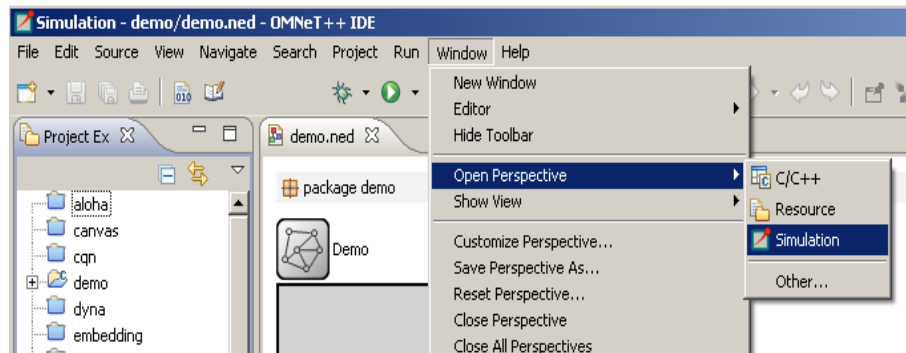 Simulation - demo/demo.ned - OMNeT++ IDE
File Edit Source View Navigate Search Project Run Window Help
New Window
Editor
Hide Toolbar
Open Perspective
Show View
Customize Perspective...
Save Perspective As...
Reset Perspective...
Close Perspective
Close All Perspectives
C/C++
Resource
Simulation
Other...
Project Ex
aloha
canvas
cqn
demo
dyna
embedding
demo.ned
package demo
Demo
010